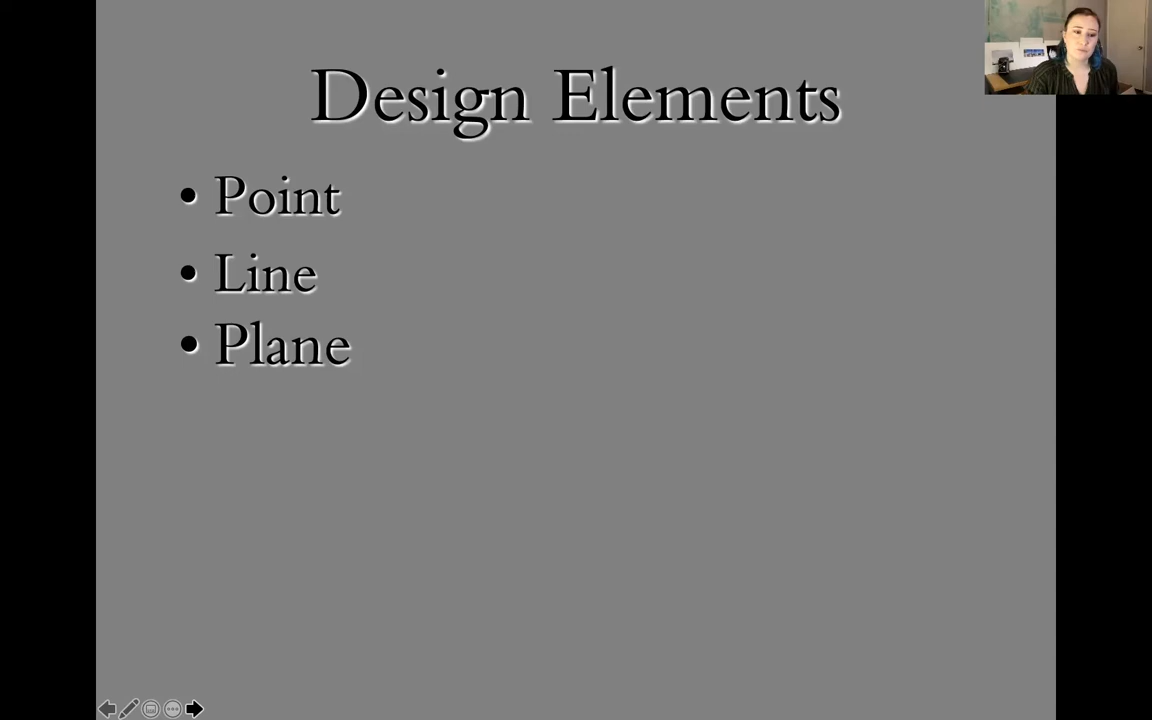 Design Elements
• Point
• Line
• Plane